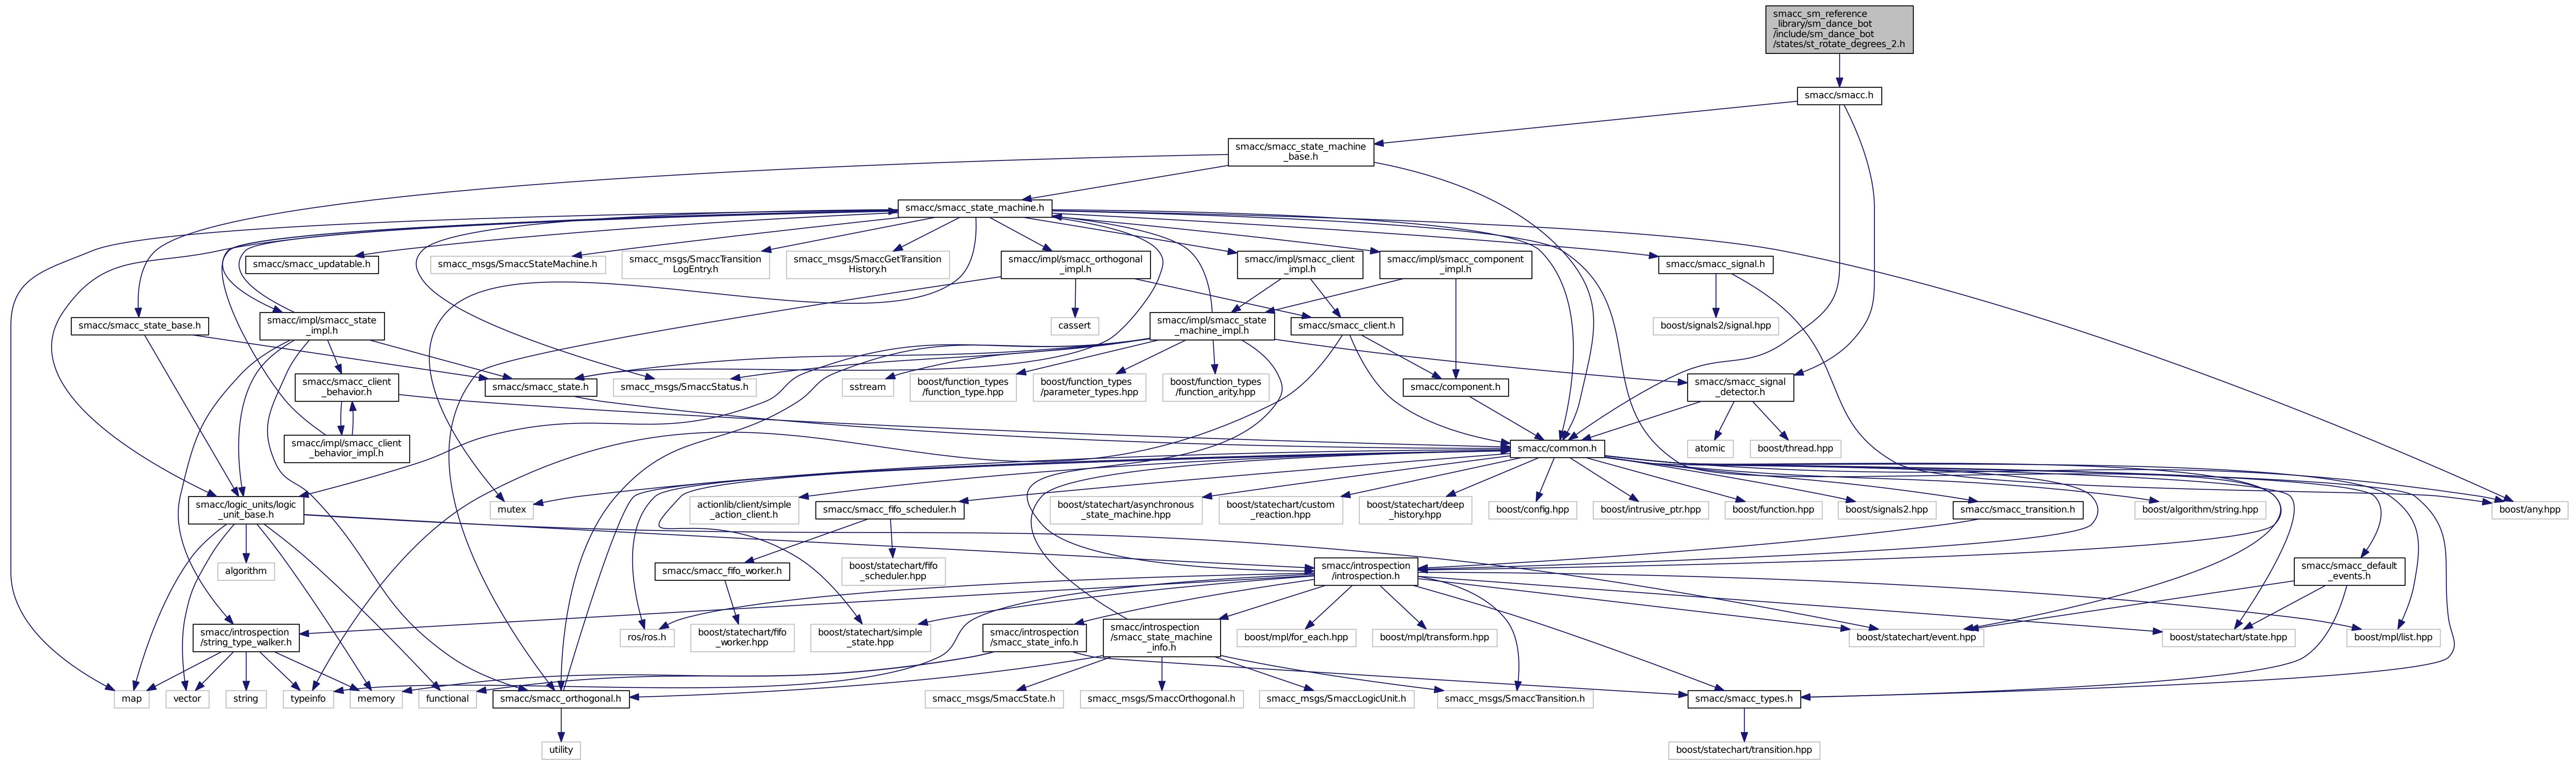 smacc_sm_reference
_library/sm_dance_bot
/include/sm_dance_bot
/states/st_rotate_degrees_2.h
smacc/smacc.h
smacc/smacc_state_machine
_base.h
smacc/smacc_state_machine.h
smacc/smacc_updatable.h
smacc_msgs/SmaccStateMachine.h
smacc_msgs/SmaccTransition
LogEntry.h
smacc_msgs/SmaccGetTransition
History.h
smacc/impl/smacc_orthogonal
_impl.h
smacc/impl/smacc_client
_impl.h
smacc/impl/smacc_component
_impl.h
smacc/smacc_signal.h
smacc/smacc_state_base.h
smacc/impl/smacc_state
_impl.h
cassert
smacc/impl/smacc_state
_machine_impl.h
smacc/smacc_client.h
boost/signals2/signal.hpp
smacc/smacc_client
_behavior.h
smacc/smacc_state.h
smacc_msgs/SmaccStatus.h
sstream
boost/function_types
/function_type.hpp
boost/function_types
/parameter_types.hpp
boost/function_types
/function_arity.hpp
smacc/component.h
smacc/smacc_signal
_detector.h
smacc/impl/smacc_client
_behavior_impl.h
smacc/common.h
atomic
boost/thread.hpp
smacc/logic_units/logic
_unit_base.h
mutex
actionlib/client/simple
_action_client.h
smacc/smacc_fifo_scheduler.h
boost/statechart/asynchronous
_state_machine.hpp
boost/statechart/custom
_reaction.hpp
boost/statechart/deep
_history.hpp
boost/config.hpp
boost/intrusive_ptr.hpp
boost/function.hpp
boost/signals2.hpp
smacc/smacc_transition.h
boost/algorithm/string.hpp
boost/any.hpp
algorithm
smacc/smacc_fifo_worker.h
boost/statechart/fifo
_scheduler.hpp
smacc/introspection
/introspection.h
smacc/smacc_default
_events.h
smacc/introspection
/string_type_walker.h
ros/ros.h
boost/statechart/fifo
_worker.hpp
boost/statechart/simple
_state.hpp
smacc/introspection
/smacc_state_info.h
smacc/introspection
/smacc_state_machine
_info.h
boost/mpl/for_each.hpp
boost/mpl/transform.hpp
boost/statechart/event.hpp
boost/statechart/state.hpp
boost/mpl/list.hpp
map
vector
string
typeinfo
memory
functional
smacc/smacc_orthogonal.h
smacc_msgs/SmaccState.h
smacc_msgs/SmaccOrthogonal.h
smacc_msgs/SmaccLogicUnit.h
smacc_msgs/SmaccTransition.h
smacc/smacc_types.h
utility
boost/statechart/transition.hpp